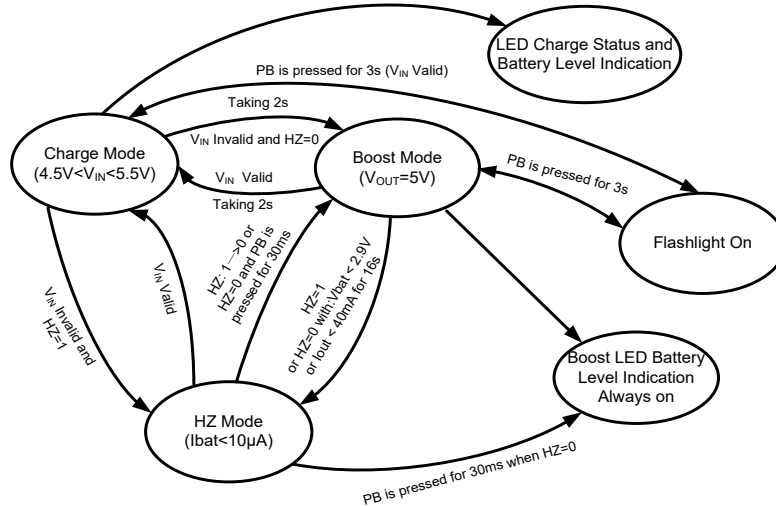 LED Charge Status and
Battery Level Indication
PB is pressed for 3s (VIN Valid)
Taking 2s
VIN Invalid and HZ=0
Charge Mode
(4.5V<VIN<5.5V)
Boost Mode
(VOUT=5V)
VIN Valid
Taking 2s
PB is pressed for 3s
Flashlight On
HZ: 1—>0 or
HZ=0 and PB is
pressed for 30ms
HZ=1
or HZ=0 with:Vbat < 2.9V
or Iout < 40mA for 16s
VIN Valid
VIN Invalid and
HZ=1
Boost LED Battery
Level Indication
Always on
HZ Mode
(Ibat<10µA)
PB is pressed for 30ms when HZ=0